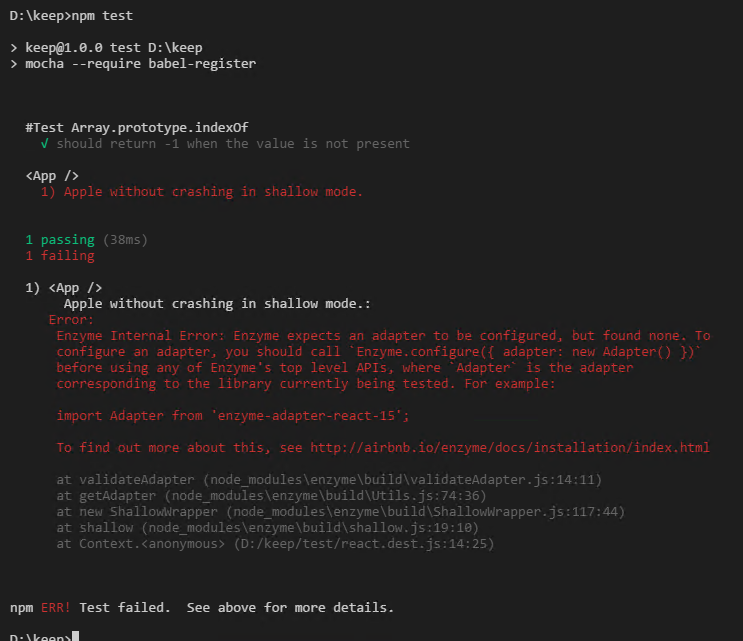 D:\keep>npm test
> keep@1.0.0 test D:\keep
> mocha --require babel-register
#Test Array.prototype.indexOf
√ should return -1 when the value is not present
<App />
1) Apple without crashing in shallow mode.
1 passing (38ms)
1 failing
1) <App />
Apple without crashing in shallow mode.:
Error:
Enzyme Internal Error: Enzyme expects an adapter to be configured, but found none. To
configure an adapter, you should call `Enzyme.configure({ adapter: new Adapter() })`
before using any of Enzyme's top level APIs, where `Adapter` is the adapter
corresponding to the library currently being tested. For example:
import Adapter from 'enzyme-adapter-react-15';
To find out more about this, see http://airbnb.io/enzyme/docs/installation/index.html
at validateAdapter (node_modules\enzyme\build\validateAdapter.js:14:11)
at getAdapter (node_modules\enzyme\build\Utils.js:74:36)
at new ShallowWrapper (node_modules\enzyme\build\ShallowWrapper.js:117:44)
at shallow (node_modules\enzyme\build\shallow.js:19:10)
at Context.<anonymous> (D:/keep/test/react.dest.js:14:25)
npm ERR! Test failed.  See above for more details.
D:\keep>